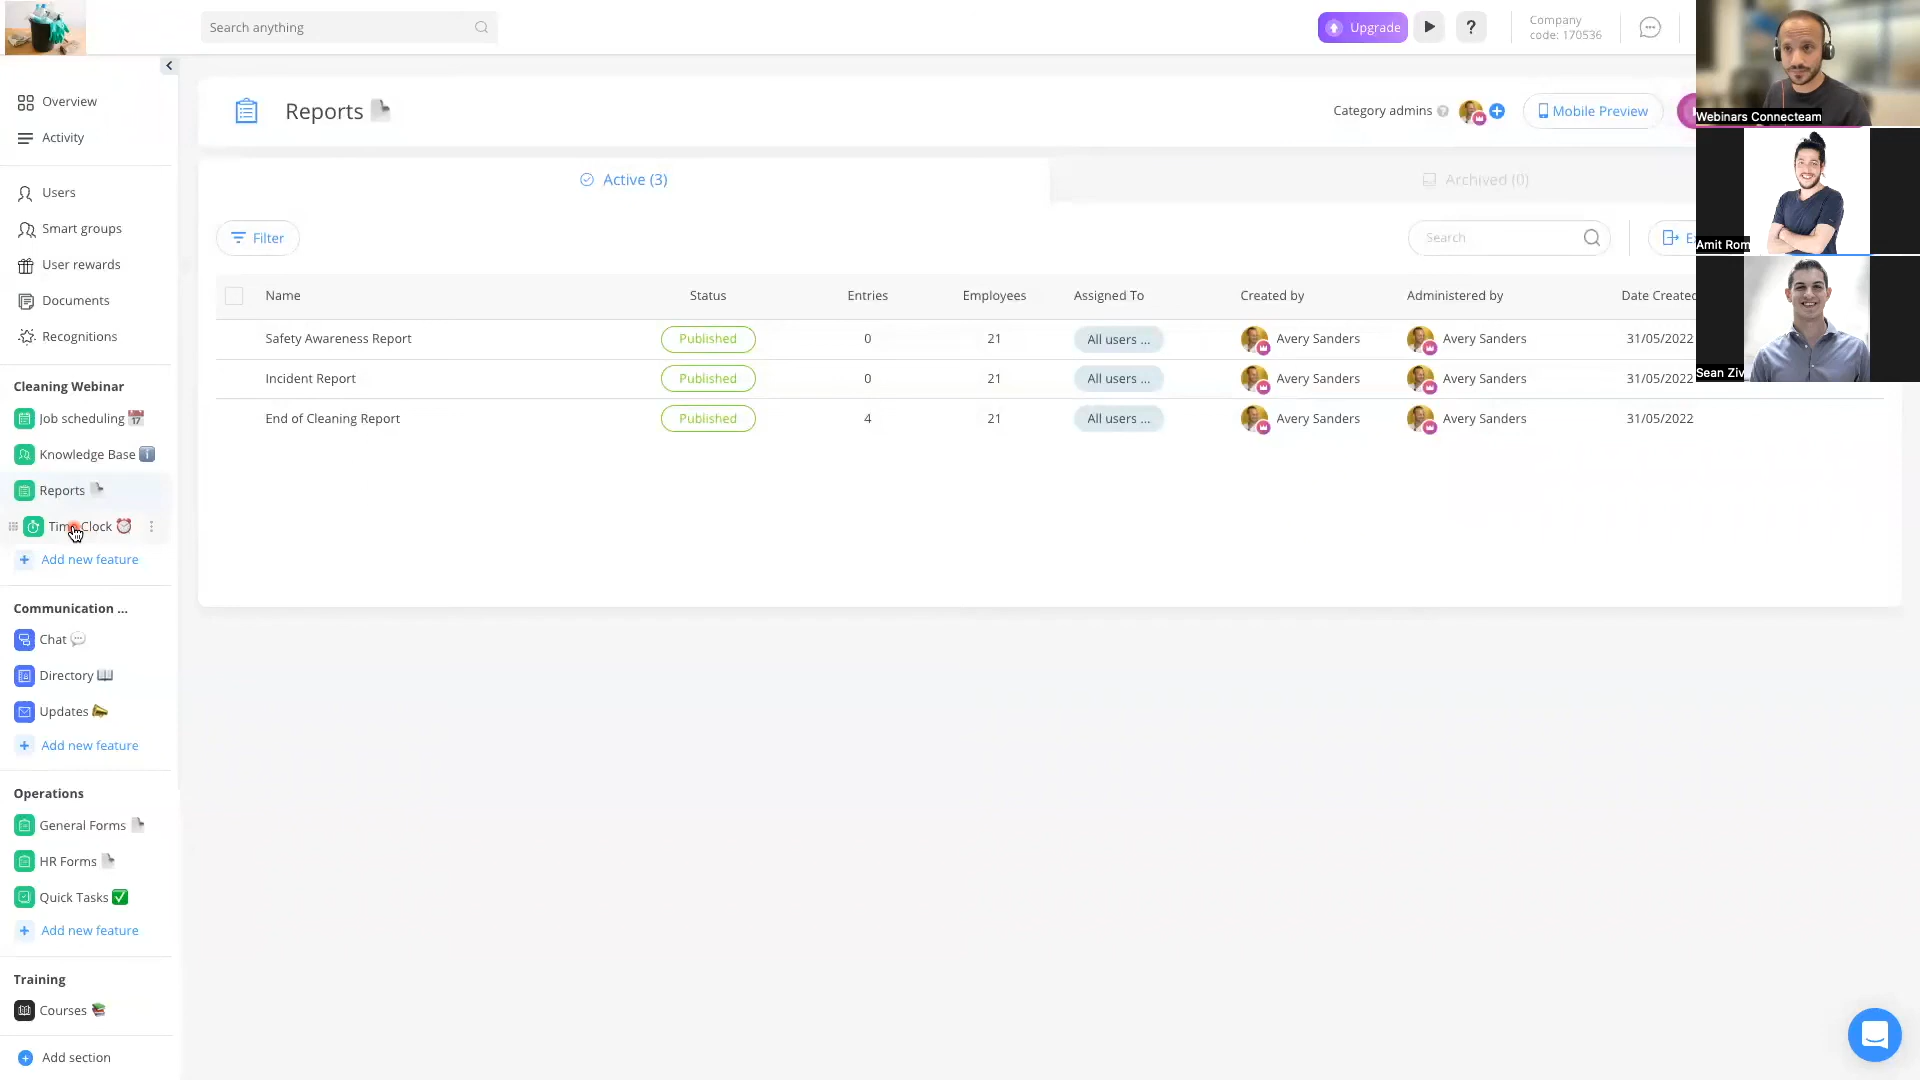 Search anything
Upgrade
?
Company
code: 170536
Webinars Connecteam
Overview
Activity
Users
Smart groups
User rewards
Documents
Recognitions
Cleaning Webinar
Job scheduling
Knowledge Base
Reports
Time Clock
Add new feature
Communication ...
Chat
Directory
Updates
Add new feature
Operations
General Forms
HR Forms
Quick Tasks
Add new feature
Training
Courses
Add section
Reports
Category admins
Mobile Preview
Active (3)
Archived (0)
Filter
Search
Amit Rom
Sean Ziv
Name Status Entries Employees Assigned To Created by Administered by Date Created
Safety Awareness Report Published 0 21 All users ... Avery Sanders Avery Sanders 31/05/2022
Incident Report Published 0 21 All users ... Avery Sanders Avery Sanders 31/05/2022
End of Cleaning Report Published 4 21 All users ... Avery Sanders Avery Sanders 31/05/2022